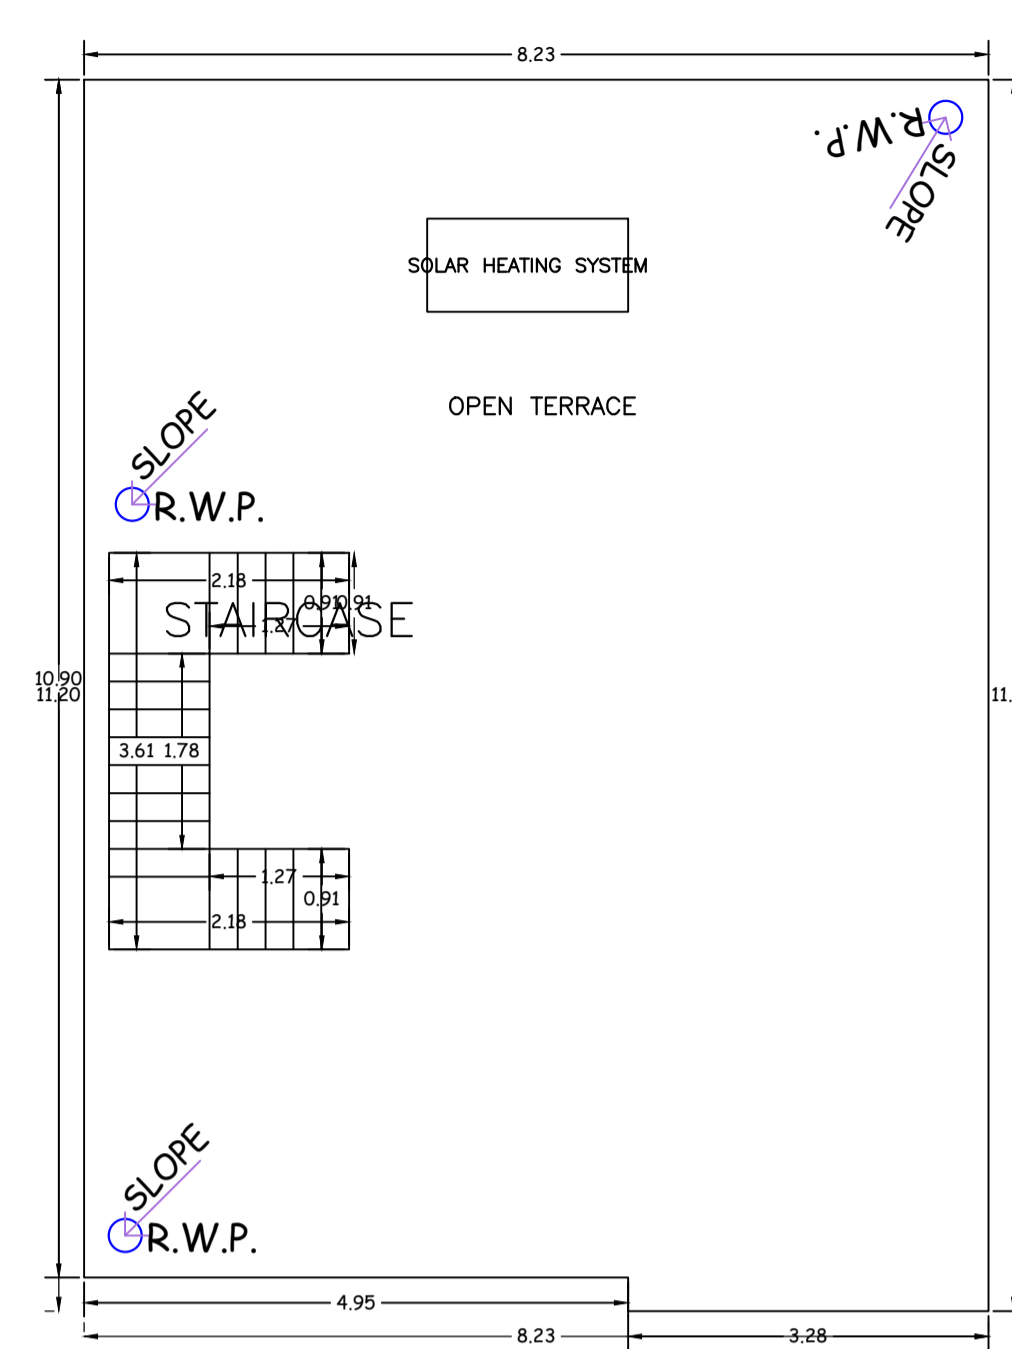 8.23
R.W.P.
SLOPE
SOLAR HEATING SYSTEM
OPEN TERRACE
SLOPE
R.W.P.
2.18
0.91
0.91
STAIRCASE
1.27
10.90
11.20
11.
3.61
1.78
1.27
0.91
2.18
SLOPE
R.W.P.
4.95
8.23
3.28